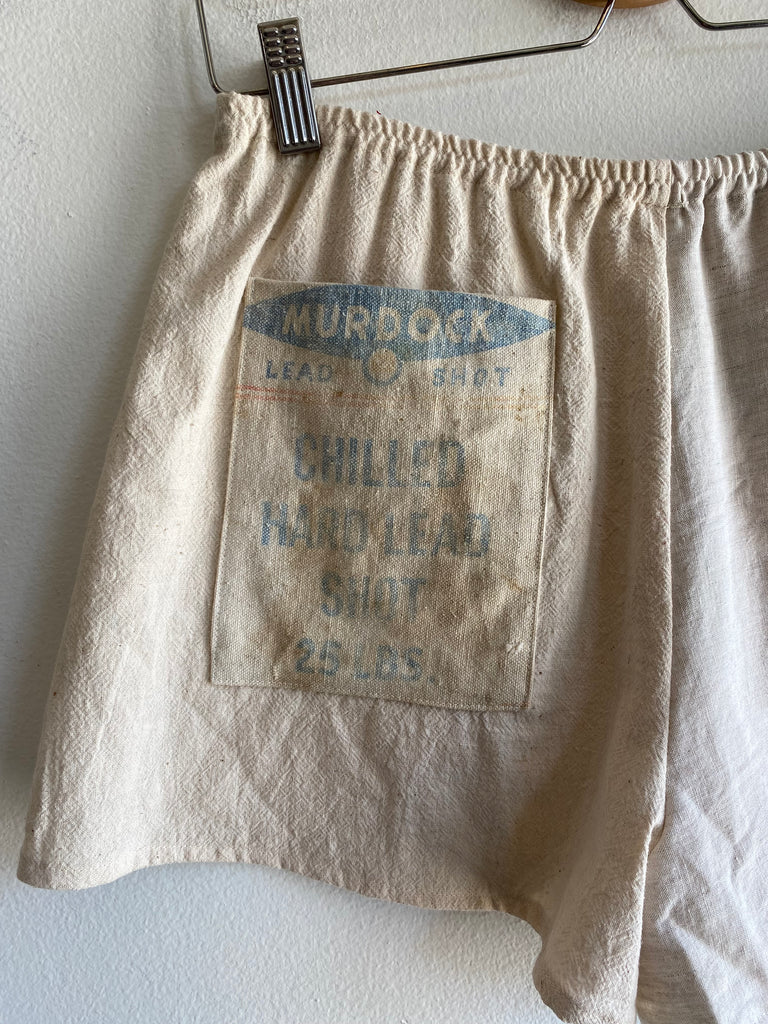 MURDOCK
LEAD SHOT
CHILLED
HARD LEAD
SHOT
25 LBS.